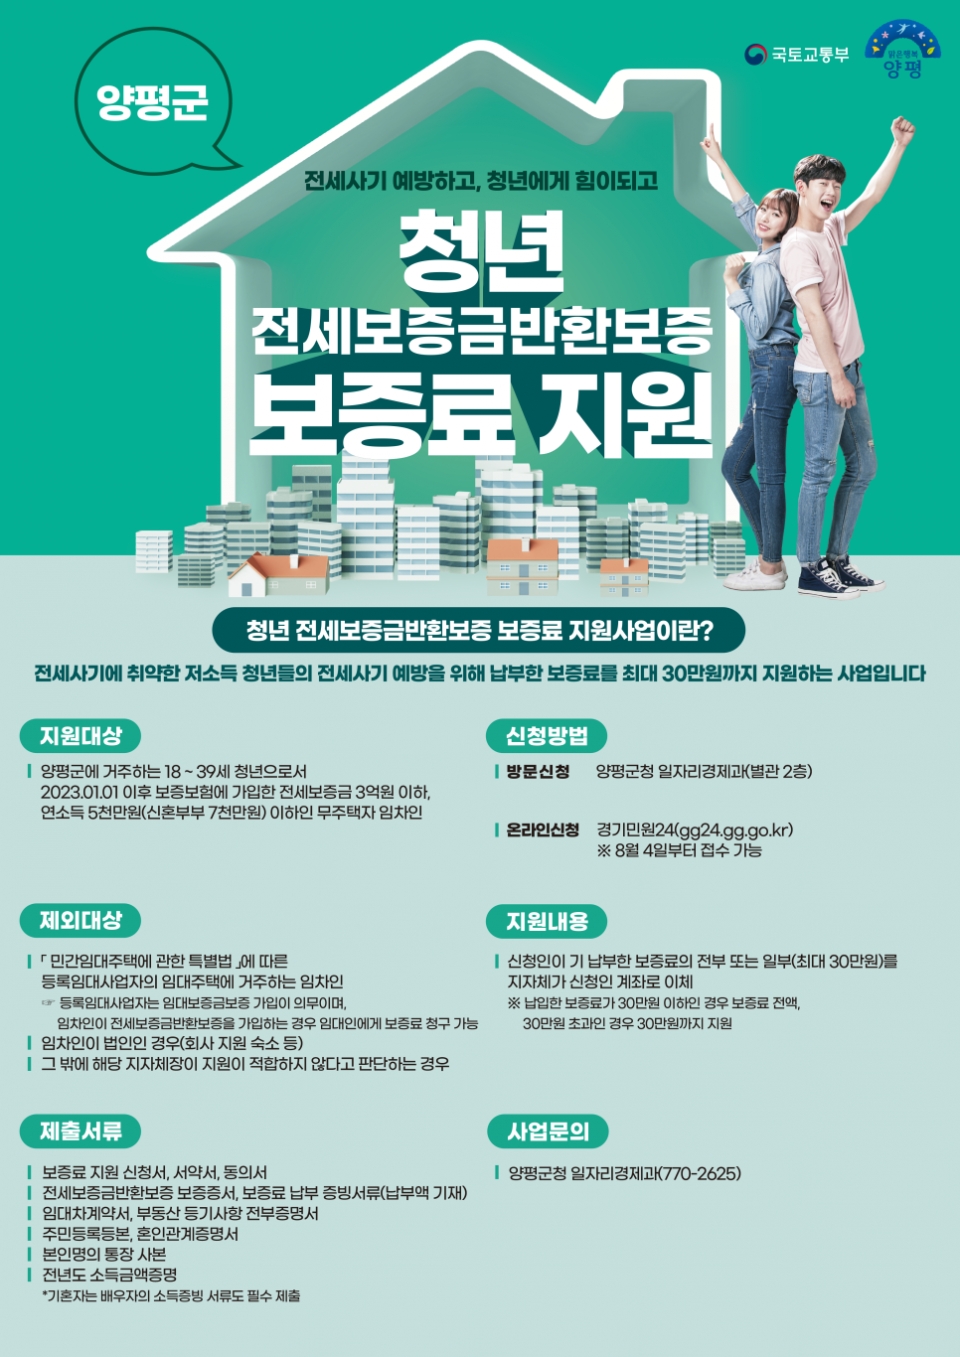 양평군
국토교통부
맑은행복
양평
전세사기 예방하고, 청년에게 힘이되고
청년
전세보증금반환보증
보증료 지원
청년 전세보증금반환보증 보증료 지원사업이란?
전세사기에 취약한 저소득 청년들의 전세사기 예방을 위해 납부한 보증료를 최대 30만원까지 지원하는 사업입니다
지원대상
양평군에 거주하는 18 ~ 39세 청년으로서
2023.01.01 이후 보증보험에 가입한 전세보증금 3억원 이하,
연소득 5천만원(신혼부부 7천만원) 이하인 무주택자 임차인
신청방법
방문신청 양평군청 일자리경제과(별관 2층)
온라인신청 경기민원24(gg24.gg.go.kr)
※ 8월 4일부터 접수 가능
제외대상
「 민간임대주택에 관한 특별법 」에 따른
등록임대사업자의 임대주택에 거주하는 임차인
☞ 등록임대사업자는 임대보증금보증 가입이 의무이며,
임차인이 전세보증금반환보증을 가입하는 경우 임대인에게 보증료 청구 가능
임차인이 법인인 경우(회사 지원 숙소 등)
그 밖에 해당 지자체장이 지원이 적합하지 않다고 판단하는 경우
지원내용
신청인이 기 납부한 보증료의 전부 또는 일부(최대 30만원)를
지자체가 신청인 계좌로 이체
※ 납입한 보증료가 30만원 이하인 경우 보증료 전액,
30만원 초과인 경우 30만원까지 지원
제출서류
보증료 지원 신청서, 서약서, 동의서
전세보증금반환보증 보증증서, 보증료 납부 증빙서류(납부액 기재)
임대차계약서, 부동산 등기사항 전부증명서
주민등록등본, 혼인관계증명서
본인명의 통장 사본
전년도 소득금액증명
*기혼자는 배우자의 소득증빙 서류도 필수 제출
사업문의
양평군청 일자리경제과(770-2625)